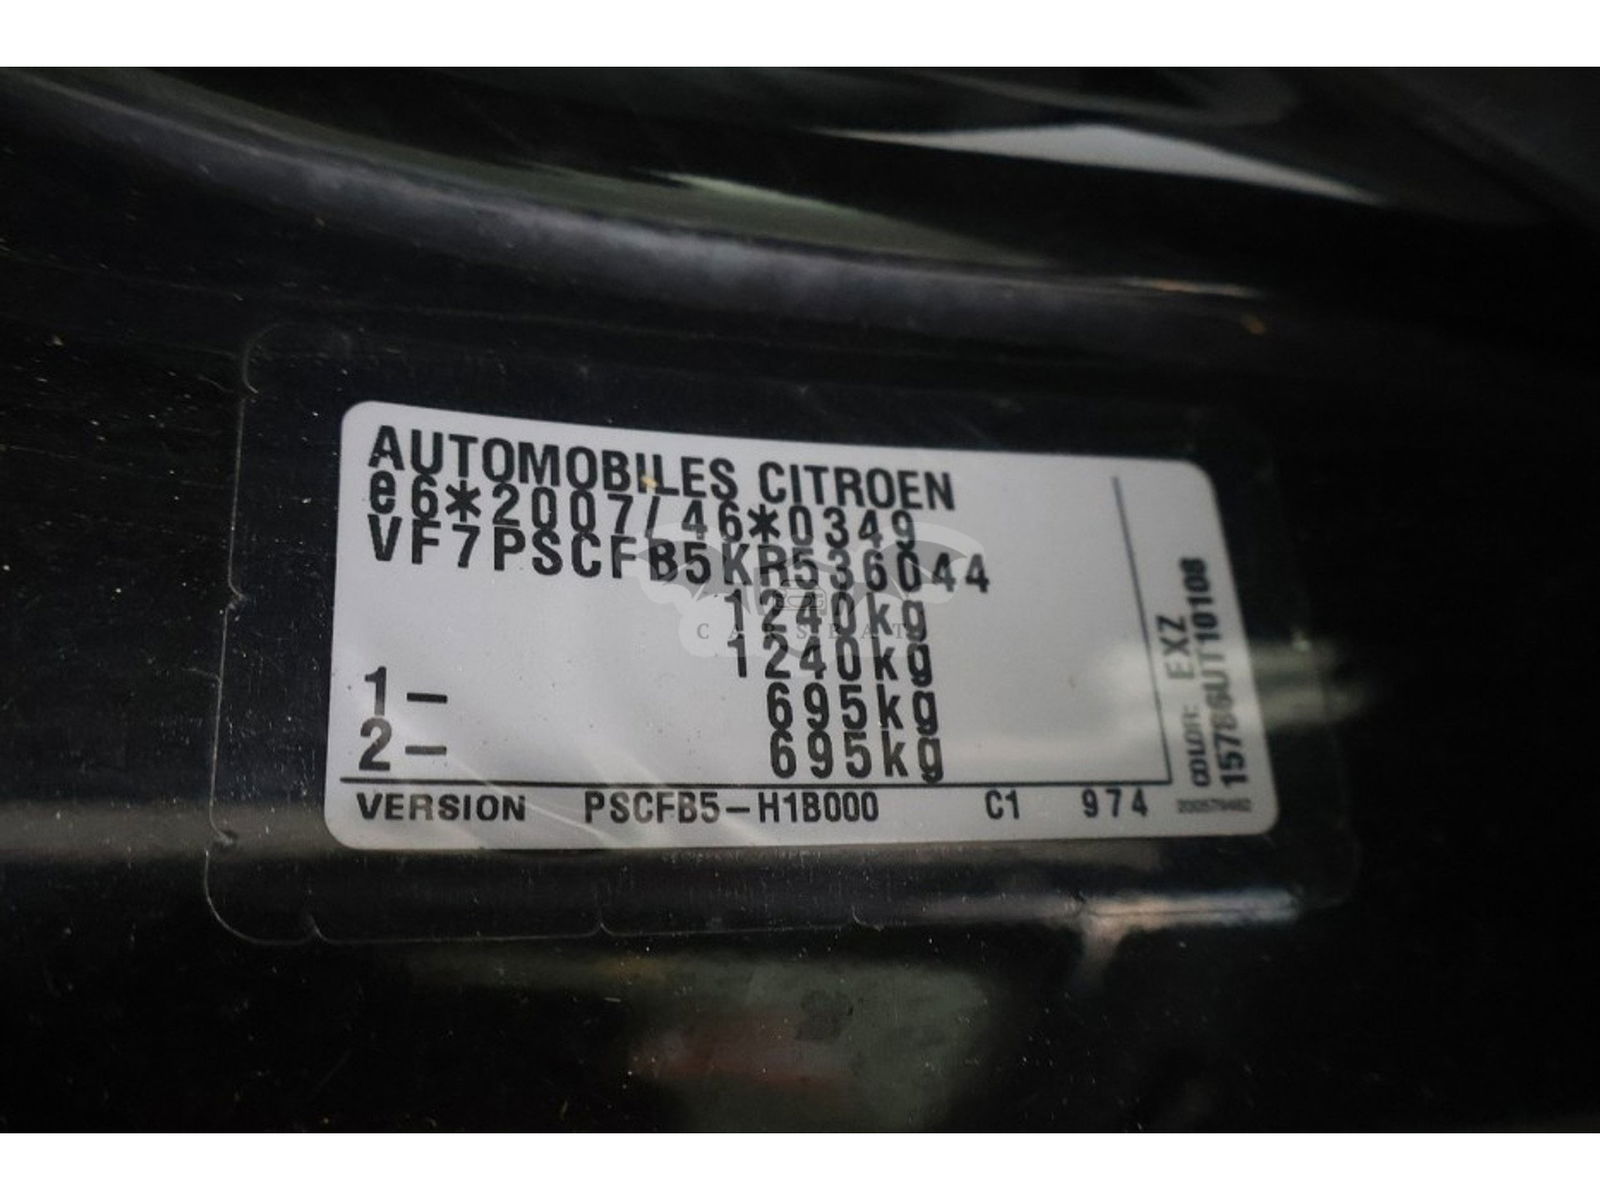 AUTOMOBILES CITROEN
e6*2007/46*0349
VF7PSCFB5KR536044
1240kg
1240kg
1- 695kg
2- 695kg
VERSION PSCFB5-H1B000 C1 974
COLOR: EXZ
CARSBAT